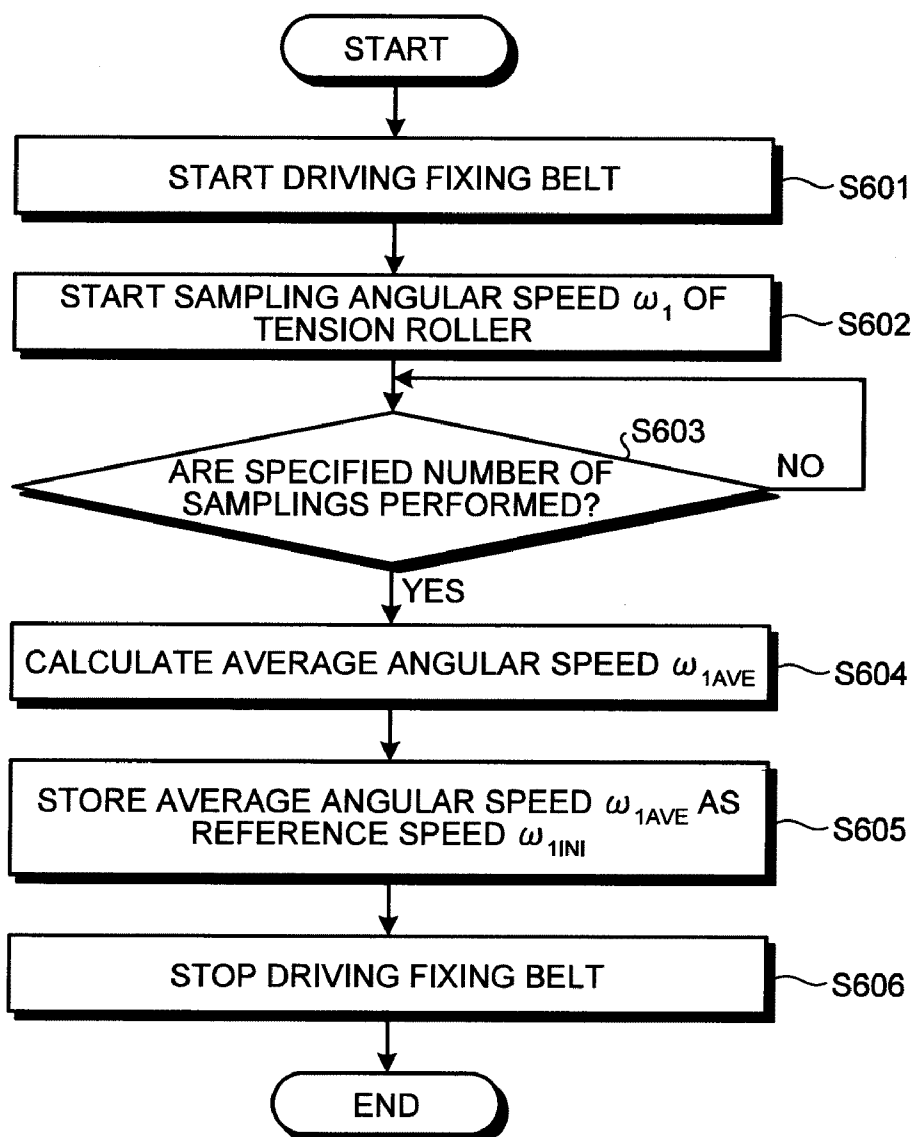 START
START DRIVING FIXING BELT
S601
START SAMPLING ANGULAR SPEED ω1 OF
TENSION ROLLER
S602
S603
ARE SPECIFIED NUMBER OF
SAMPLINGS PERFORMED?
NO
YES
CALCULATE AVERAGE ANGULAR SPEED ω1AVE
S604
STORE AVERAGE ANGULAR SPEED ω1AVE AS
REFERENCE SPEED ω1INI
S605
STOP DRIVING FIXING BELT
S606
END